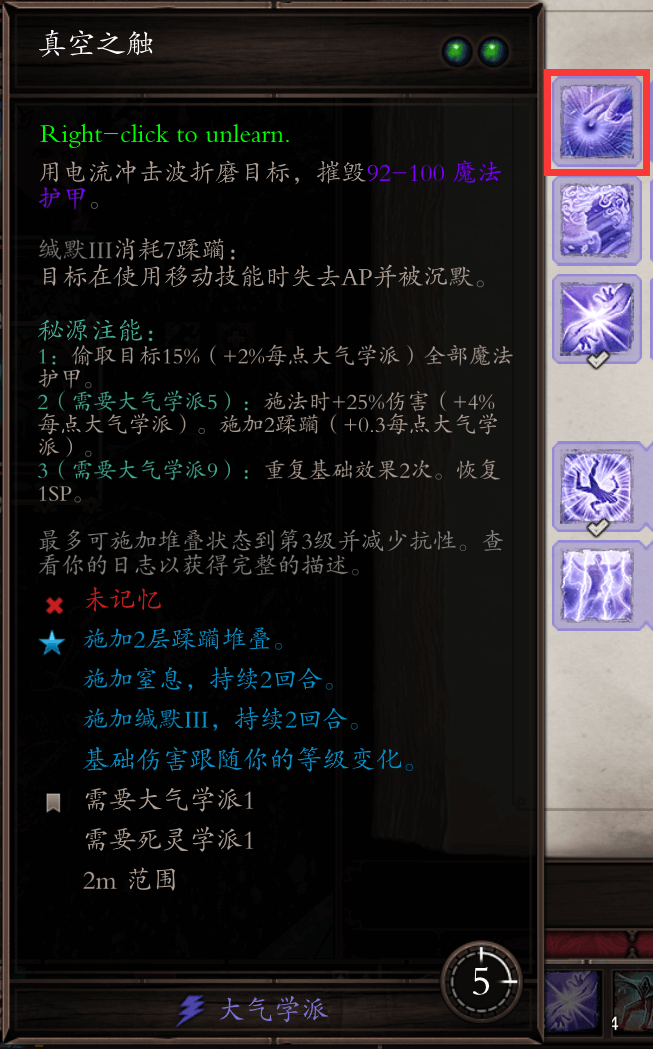 真空之触
Right-click to unlearn.
用电流冲击波折磨目标，摧毁92-100 魔法
护甲。
缄默III消耗7蹂躏：
目标在使用移动技能时失去AP并被沉默。
秘源注能：
1：偷取目标15%（+2%每点大气学派）全部魔法
护甲。
2（需要大气学派5）：施法时+25%伤害（+4%
每点大气学派）。施加2蹂躏（+0.3每点大气学
派）。
3（需要大气学派9）：重复基础效果2次。恢复
1SP。
最多可施加堆叠状态到第3级并减少抗性。查
看你的日志以获得完整的描述。
未记忆
施加2层蹂躏堆叠。
施加窒息，持续2回合。
施加缄默III，持续2回合。
基础伤害跟随你的等级变化。
需要大气学派1
需要死灵学派1
2m 范围
5
大气学派
4